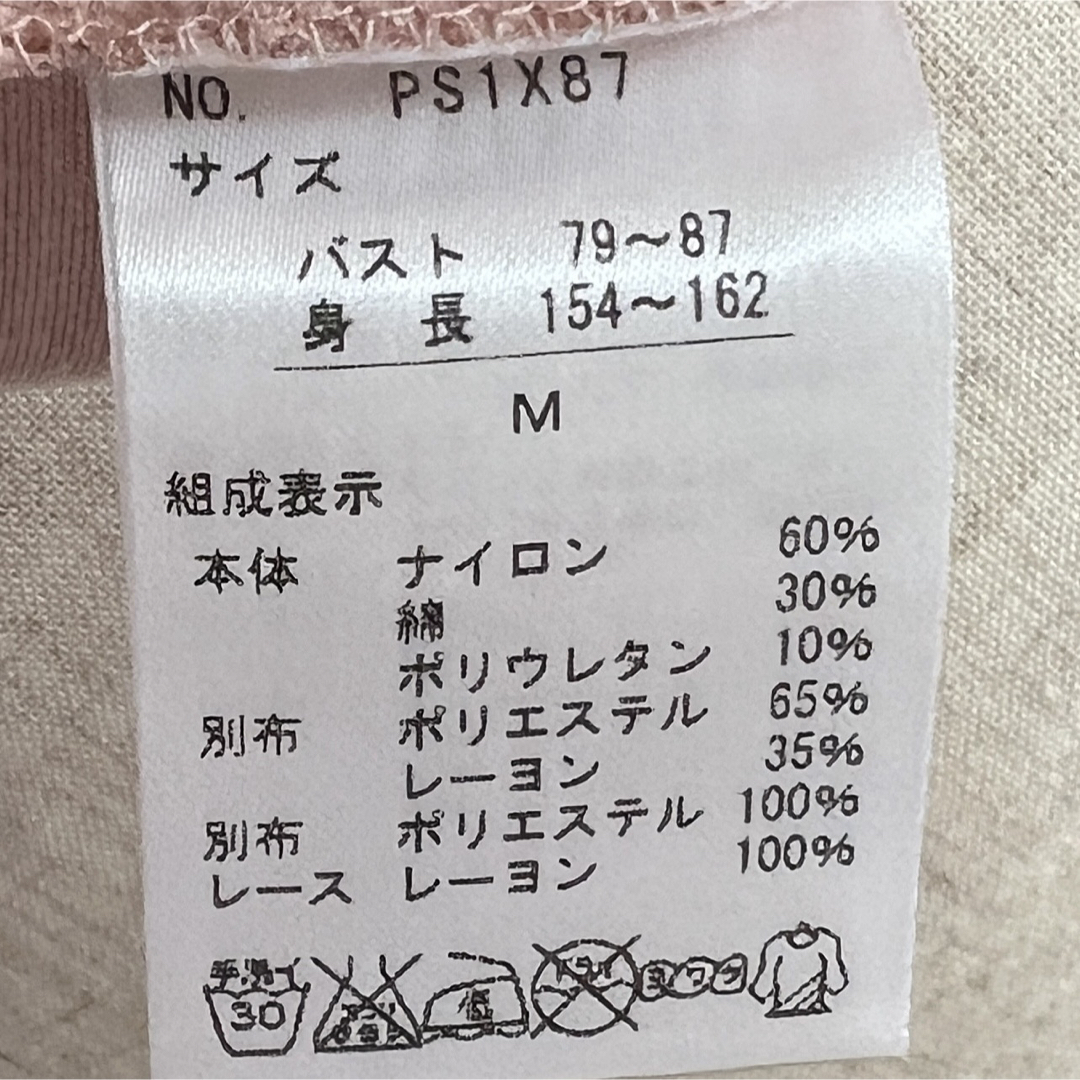 NO. PS1X87
サイズ
バスト 79～87
身 長 154～162
M
組成表示
本体 ナイロン 60%
綿 30%
ポリウレタン 10%
別布 ポリエステル 65%
レーヨン 35%
別布 ポリエステル 100%
レース レーヨン 100%
手洗イ 30 低